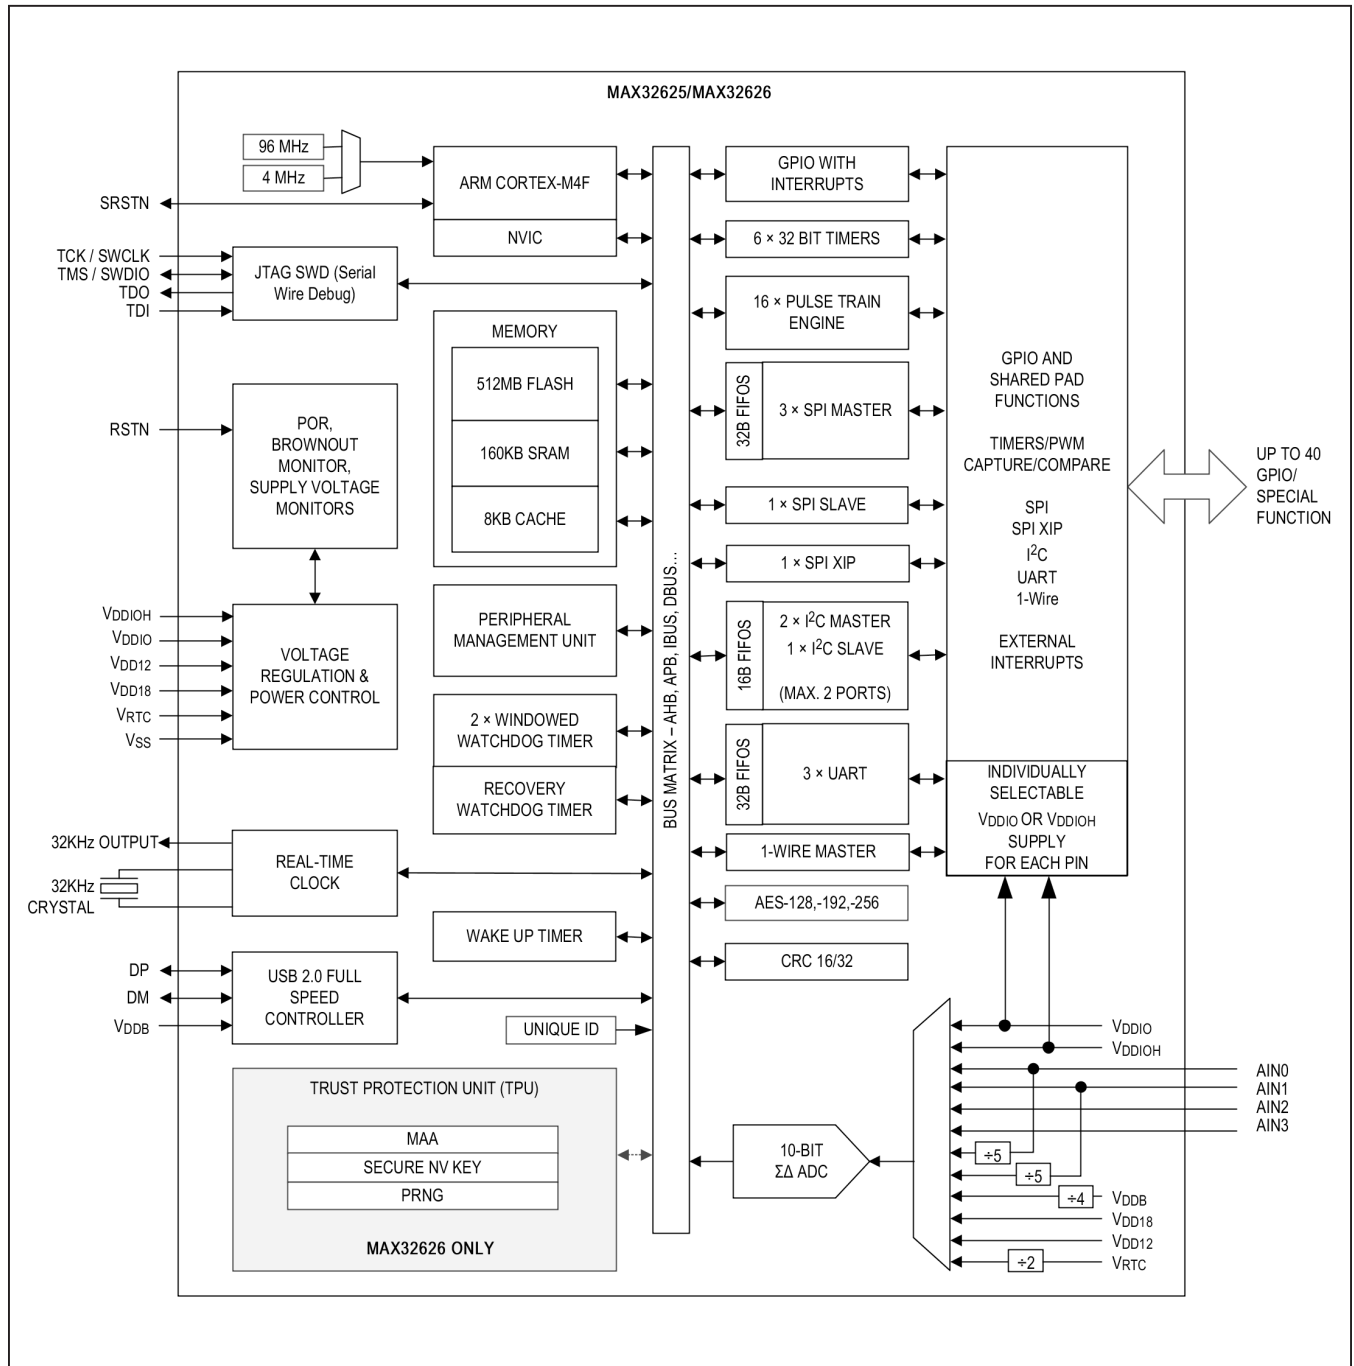 MAX32625/MAX32626
96 MHz
4 MHz
SRSTN
ARM CORTEX-M4F
NVIC
TCK / SWCLK
TMS / SWDIO
TDO
TDI
JTAG SWD (Serial
Wire Debug)
MEMORY
512MB FLASH
160KB SRAM
8KB CACHE
RSTN
POR,
BROWNOUT
MONITOR,
SUPPLY VOLTAGE
MONITORS
VDDIOH
VDDIO
VDD12
VDD18
VRTC
VSS
VOLTAGE
REGULATION &
POWER CONTROL
PERIPHERAL
MANAGEMENT UNIT
2 × WINDOWED
WATCHDOG TIMER
RECOVERY
WATCHDOG TIMER
32KHz OUTPUT
32KHz
CRYSTAL
REAL-TIME
CLOCK
WAKE UP TIMER
DP
DM
VDDB
USB 2.0 FULL
SPEED
CONTROLLER
UNIQUE ID
TRUST PROTECTION UNIT (TPU)
MAA
SECURE NV KEY
PRNG
MAX32626 ONLY
BUS MATRIX – AHB, APB, IBUS, DBUS...
GPIO WITH
INTERRUPTS
6 × 32 BIT TIMERS
16 × PULSE TRAIN
ENGINE
32B FIFOS
3 × SPI MASTER
1 × SPI SLAVE
1 × SPI XIP
16B FIFOS
2 × I²C MASTER
1 × I²C SLAVE
(MAX. 2 PORTS)
32B FIFOS
3 × UART
1-WIRE MASTER
AES-128,-192,-256
CRC 16/32
10-BIT
ΣΔ ADC
GPIO AND
SHARED PAD
FUNCTIONS
TIMERS/PWM
CAPTURE/COMPARE
SPI
SPI XIP
I²C
UART
1-Wire
EXTERNAL
INTERRUPTS
INDIVIDUALLY
SELECTABLE
VDDIO OR VDDIOH
SUPPLY
FOR EACH PIN
UP TO 40
GPIO/
SPECIAL
FUNCTION
VDDIO
VDDIOH
AIN0
AIN1
AIN2
AIN3
÷5
÷5
÷4
VDDB
VDD18
VDD12
÷2
VRTC